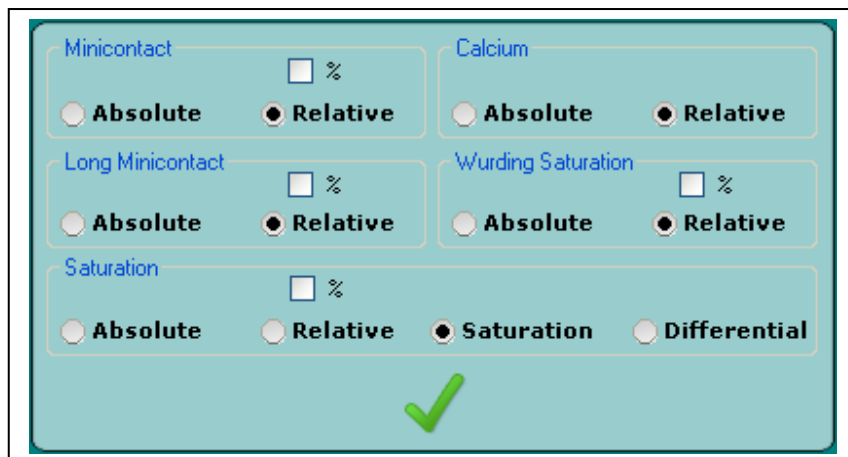 Minicontact
%
Absolute Relative
Calcium
Absolute Relative
Long Minicontact
%
Absolute Relative
Wurding Saturation
%
Absolute Relative
Saturation
%
Absolute Relative Saturation Differential